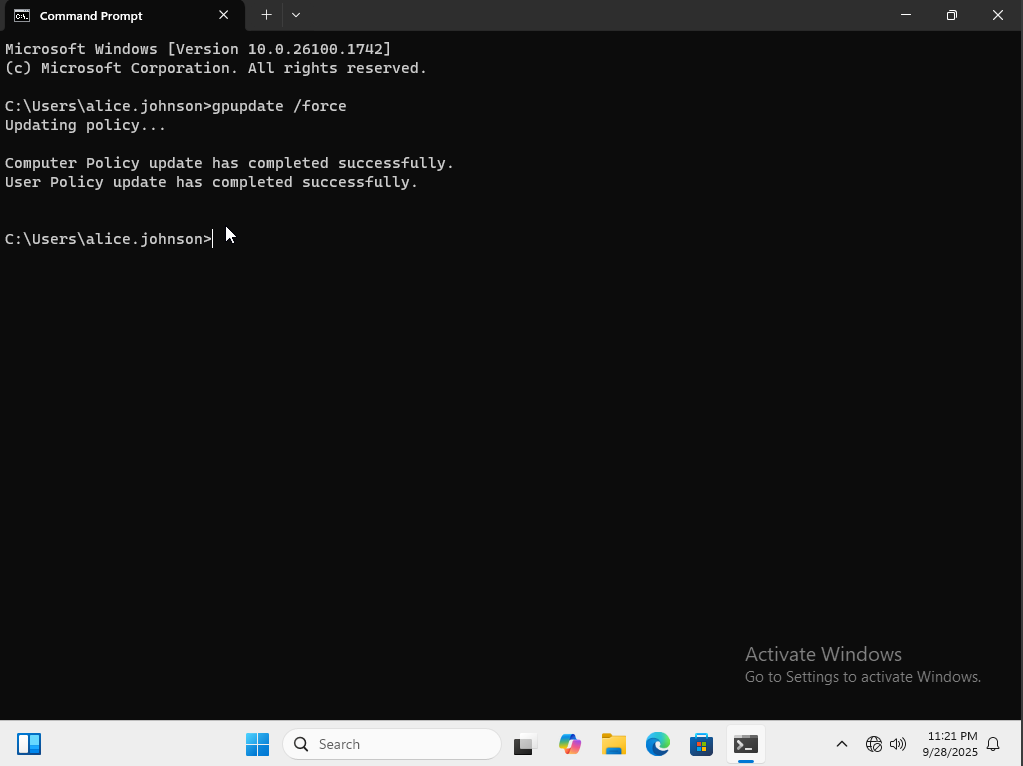 Command Prompt
Microsoft Windows [Version 10.0.26100.1742]
(c) Microsoft Corporation. All rights reserved.
C:\Users\alice.johnson>gpupdate /force
Updating policy...
Computer Policy update has completed successfully.
User Policy update has completed successfully.
C:\Users\alice.johnson>
Activate Windows
Go to Settings to activate Windows.
Search
11:21 PM
9/28/2025